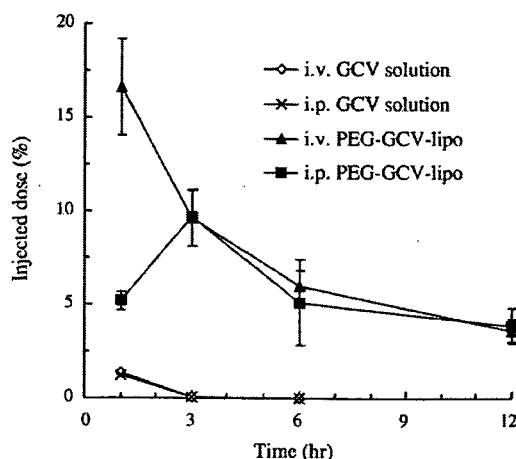 20
15
10
5
0
Injected dose (%)
i.v. GCV solution
i.p. GCV solution
i.v. PEG-GCV-lipo
i.p. PEG-GCV-lipo
0 3 6 9 12
Time (hr)